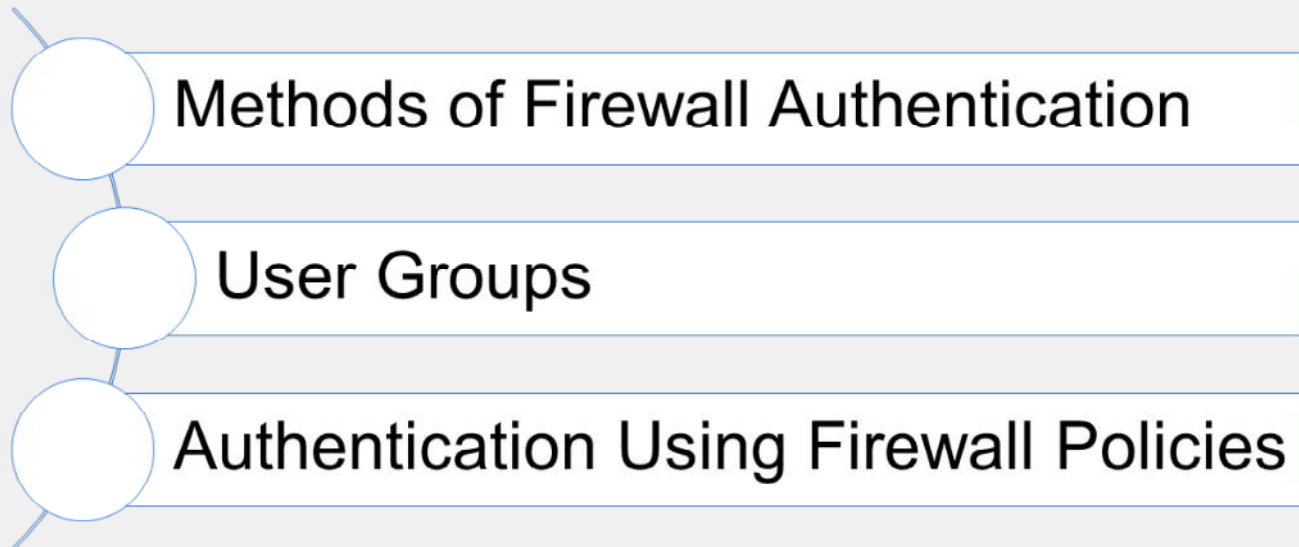 Methods of Firewall Authentication
User Groups
Authentication Using Firewall Policies